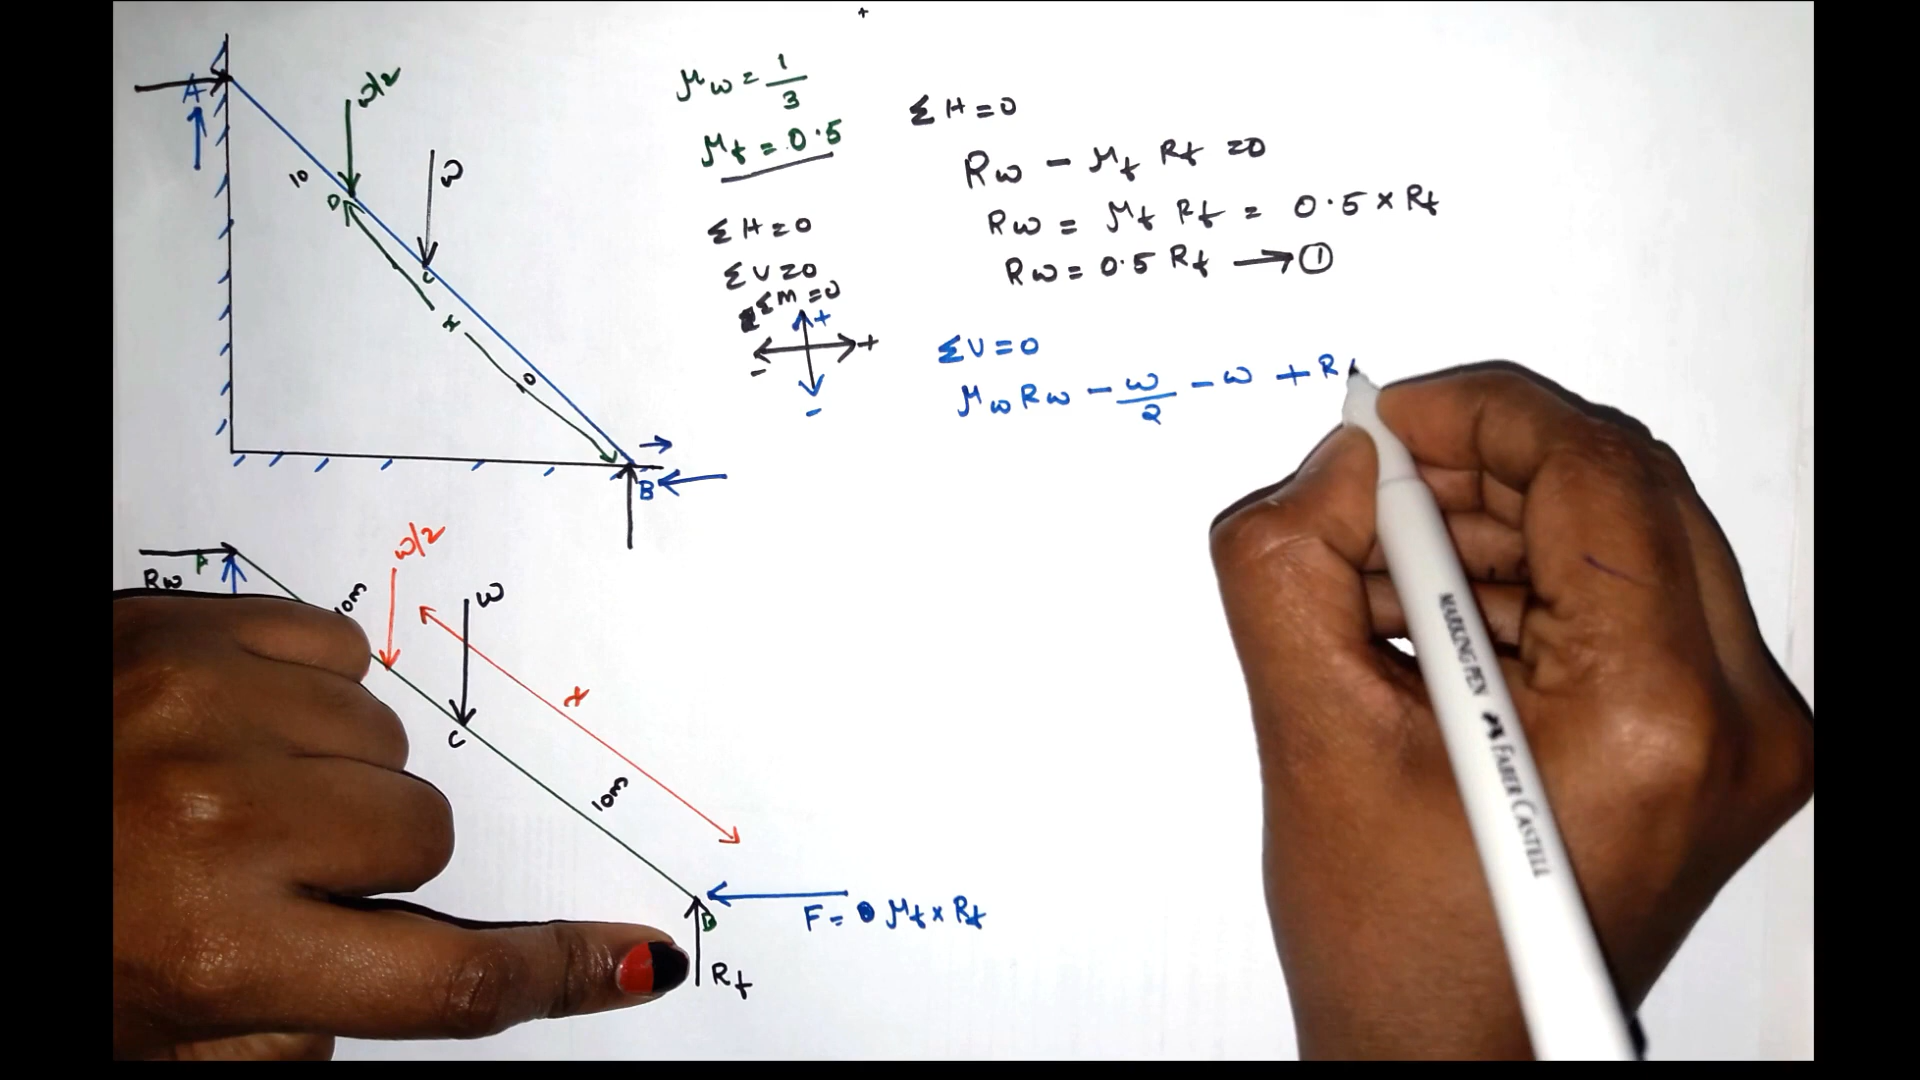 A
w/2
w
10
D
C
x
10
B
μw = 1/3
μf = 0.5
ΣH=0
ΣV=0
ΣM=0
+
+
-
-
ΣH=0
Rw - μf Rf =0
Rw = μf Rf = 0.5 × Rf
Rw = 0.5 Rf → ①
ΣV=0
μw Rw - w/2 - w + R
Rw
A
10m
w/2
w
x
C
10m
B
F = μf × Rf
Rf
MARKING PEN FABER CASTELL